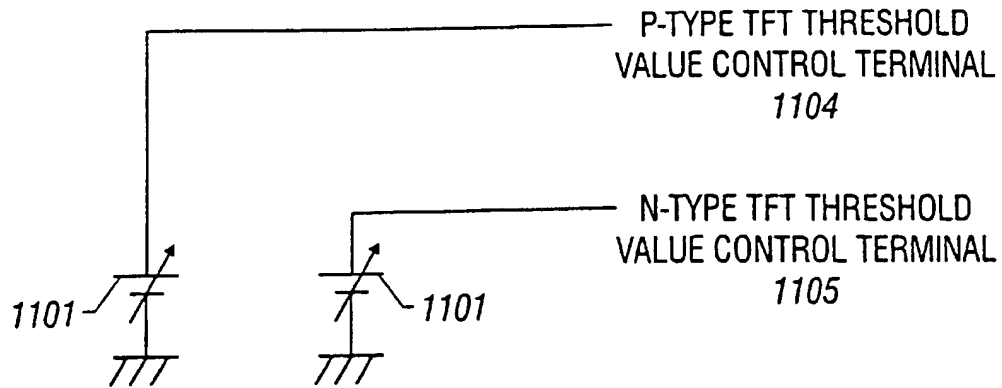 P-TYPE TFT THRESHOLD
VALUE CONTROL TERMINAL
1104
N-TYPE TFT THRESHOLD
VALUE CONTROL TERMINAL
1105
1101
1101